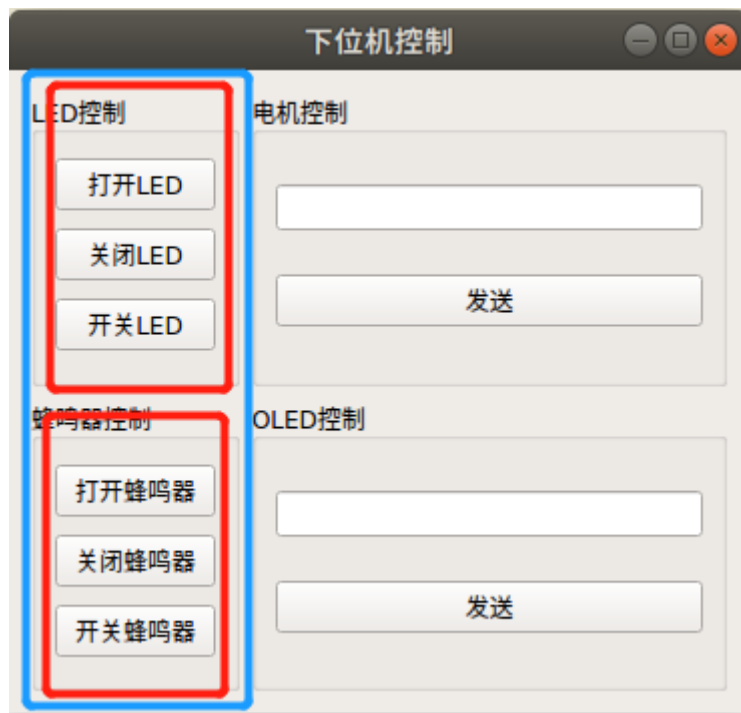 下位机控制
LED控制
打开LED
关闭LED
开关LED
电机控制
发送
蜂鸣器控制
打开蜂鸣器
关闭蜂鸣器
开关蜂鸣器
OLED控制
发送